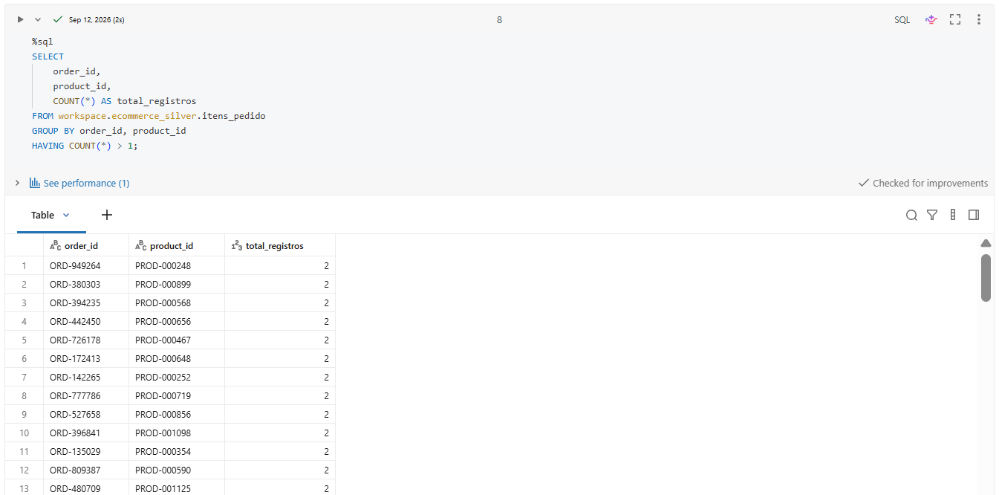 Sep 12, 2026 (2s)
8
SQL
%sql
SELECT
order_id,
product_id,
COUNT(*) AS total_registros
FROM workspace.ecommerce_silver.itens_pedido
GROUP BY order_id, product_id
HAVING COUNT(*) > 1;
See performance (1)
Checked for improvements
Table
ABC order_id ABC product_id 123 total_registros
1 ORD-949264 PROD-000248 2
2 ORD-380303 PROD-000899 2
3 ORD-394235 PROD-000568 2
4 ORD-442450 PROD-000656 2
5 ORD-726178 PROD-000467 2
6 ORD-172413 PROD-000648 2
7 ORD-142265 PROD-000252 2
8 ORD-777786 PROD-000719 2
9 ORD-527658 PROD-000856 2
10 ORD-396841 PROD-001098 2
11 ORD-135029 PROD-000354 2
12 ORD-809387 PROD-000590 2
13 ORD-480709 PROD-001125 2